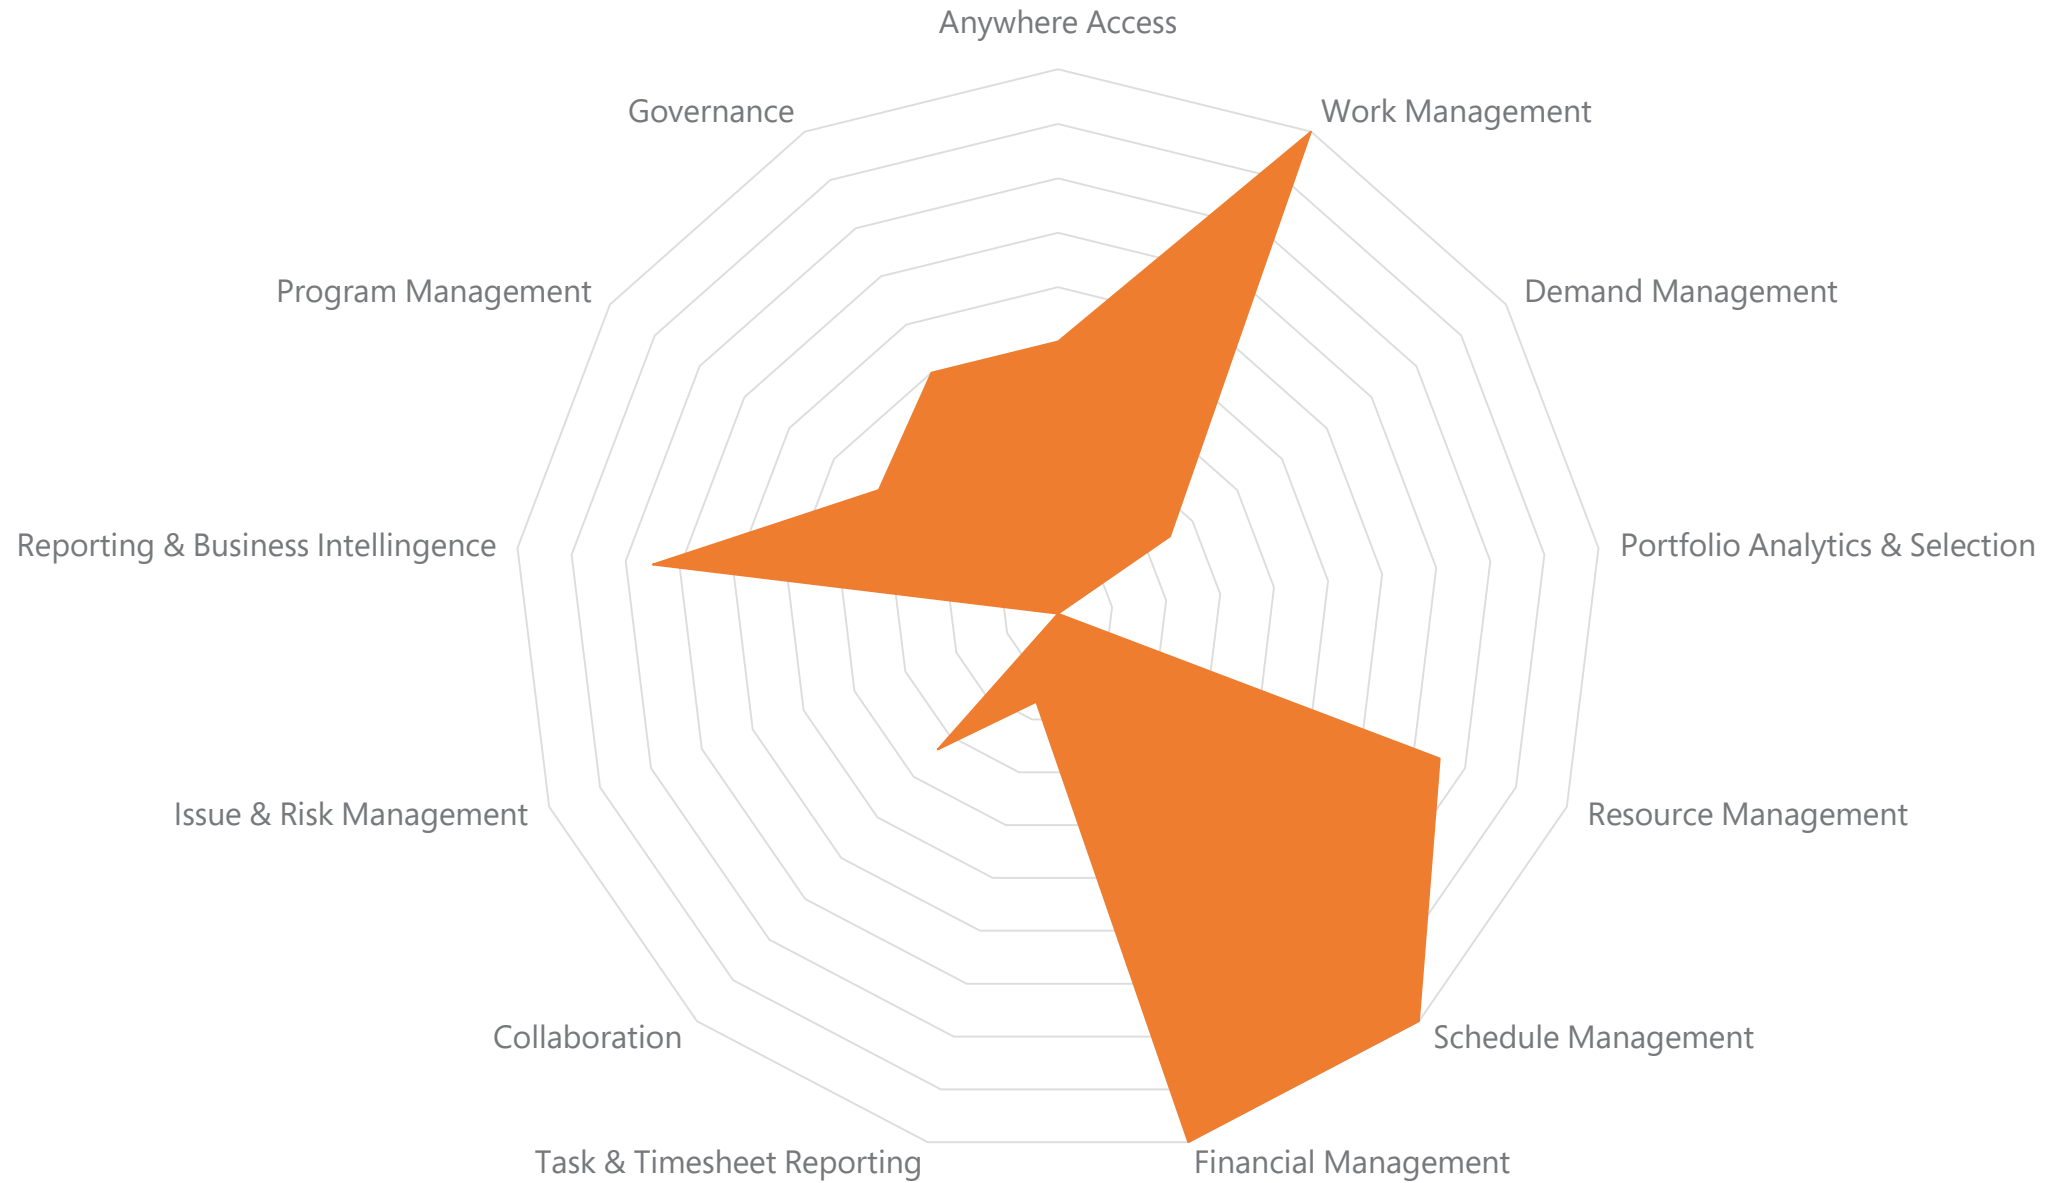 Anywhere Access
Work Management
Demand Management
Portfolio Analytics & Selection
Resource Management
Schedule Management
Financial Management
Task & Timesheet Reporting
Collaboration
Issue & Risk Management
Reporting & Business Intellingence
Program Management
Governance